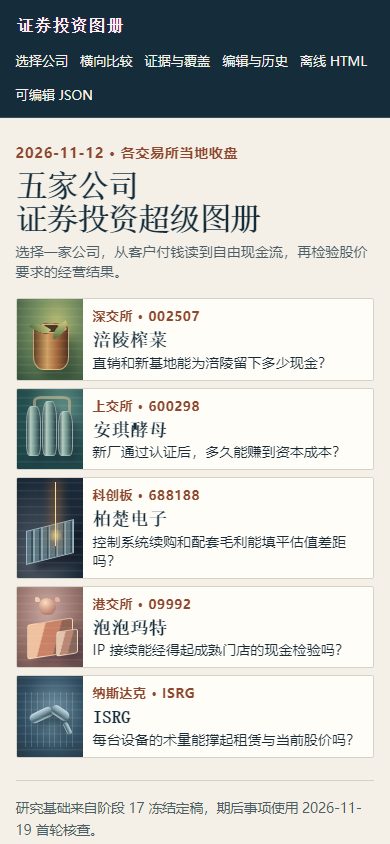 证券投资图册
选择公司 横向比较 证据与覆盖 编辑与历史 离线 HTML
可编辑 JSON
2026-11-12 • 各交易所当地收盘
五家公司
证券投资超级图册
选择一家公司，从客户付钱读到自由现金流，再检验股价
要求的经营结果。
深交所 • 002507
涪陵榨菜
直销和新基地能为涪陵留下多少现金？
上交所 • 600298
安琪酵母
新厂通过认证后，多久能赚到资本成本？
科创板 • 688188
柏楚电子
控制系统续购和配套毛利能填平估值差距
吗？
港交所 • 09992
泡泡玛特
IP 接续能经得起成熟门店的现金检验吗？
纳斯达克 • ISRG
ISRG
每台设备的术量能撑起租赁与当前股价吗？
研究基础来自阶段 17 冻结定稿，期后事项使用 2026-11-
19 首轮核查。